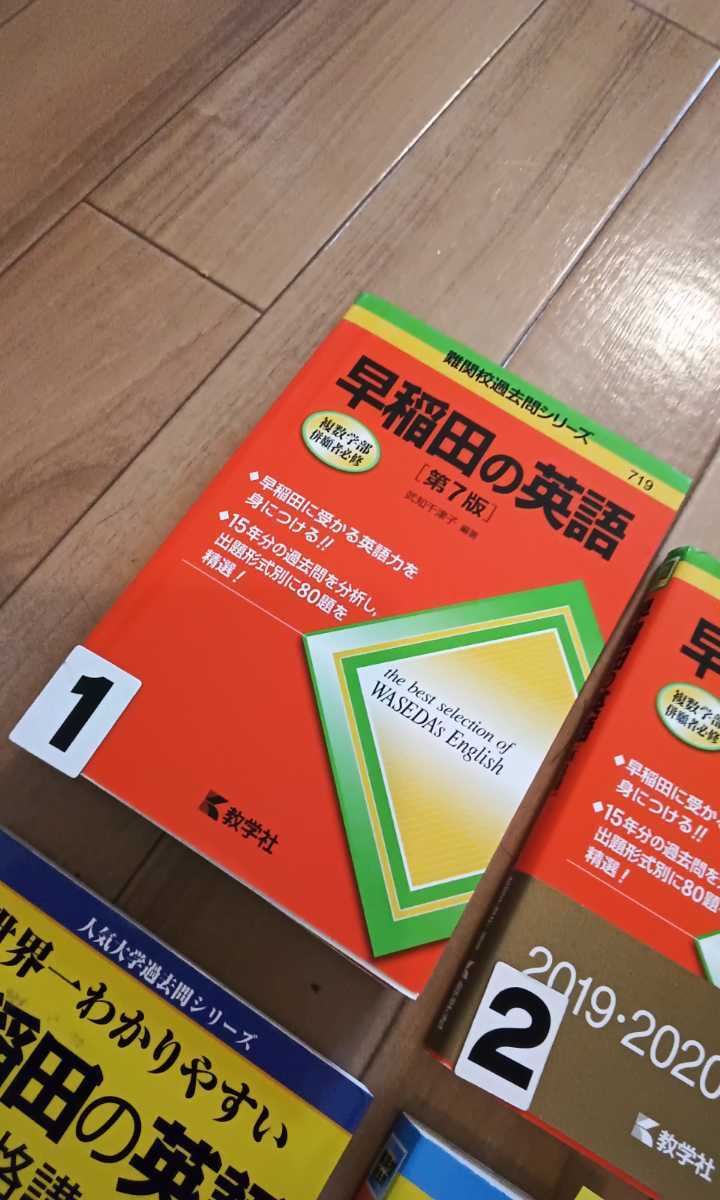 難関校過去問シリーズ
719
早稲田の英語
複数学部
併願者必修
[第7版]
武知千津子 編著
◆早稲田に受かる英語力を
身につける!!
◆15年分の過去問を分析し,
出題形式別に80題を
精選!
the best selection of
WASEDA's English
教学社
1
早
複数学部
併願者必修
◆早稲田に受か
身につける!!
◆15年分の過去問を
出題形式別に80題
精選!
2019・2020
教学社
2
人気大学過去問シリーズ
世界一わかりやすい
稲田の英語
格講